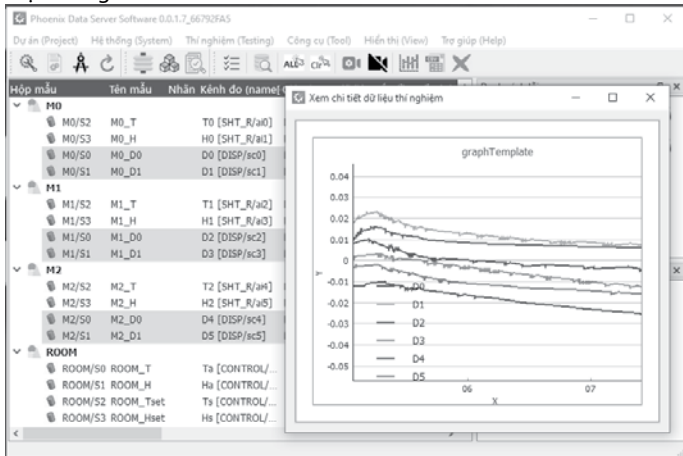 Phoenix Data Server Software 0.0.1.7_66792FA5
Dự án (Project) Hệ thống (System) Thí nghiệm (Testing) Công cụ (Tool) Hiển thị (View) Trợ giúp (Help)
Hộp mẫu Tên mẫu Nhãn Kênh đo (name[
M0
M0/S2 M0_T T0 [SHT_R/ai0]
M0/S3 M0_H H0 [SHT_R/ai1]
M0/S0 M0_D0 D0 [DISP/sc0]
M0/S1 M0_D1 D1 [DISP/sc1]
M1
M1/S2 M1_T T1 [SHT_R/ai2]
M1/S3 M1_H H1 [SHT_R/ai3]
M1/S0 M1_D0 D2 [DISP/sc2]
M1/S1 M1_D1 D3 [DISP/sc3]
M2
M2/S2 M2_T T2 [SHT_R/ai4]
M2/S3 M2_H H2 [SHT_R/ai5]
M2/S0 M2_D0 D4 [DISP/sc4]
M2/S1 M2_D1 D5 [DISP/sc5]
ROOM
ROOM/S0 ROOM_T Ta [CONTROL/...
ROOM/S1 ROOM_H Ha [CONTROL/...
ROOM/S2 ROOM_Tset Ts [CONTROL/...
ROOM/S3 ROOM_Hset Hs [CONTROL/...
Xem chi tiết dữ liệu thí nghiệm
graphTemplate
0.04
0.03
0.02
0.01
0
-0.01
-0.02
-0.03
-0.04
-0.05
Y
D0
D1
D2
D3
D4
D5
06 07
X